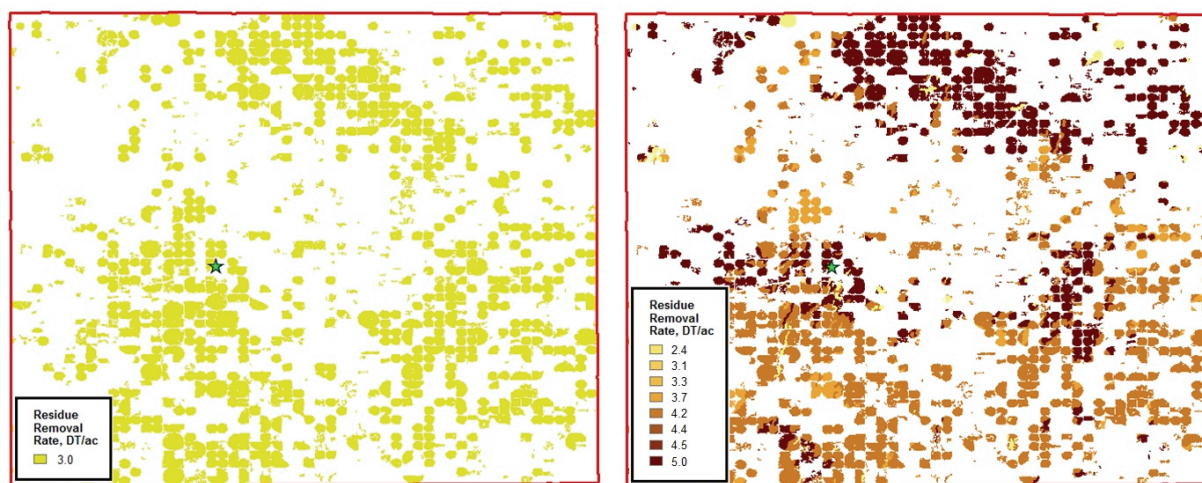 Residue
Removal
Rate, DT/ac
3.0
Residue
Removal
Rate, DT/ac
2.4
3.1
3.3
3.7
4.2
4.4
4.5
5.0